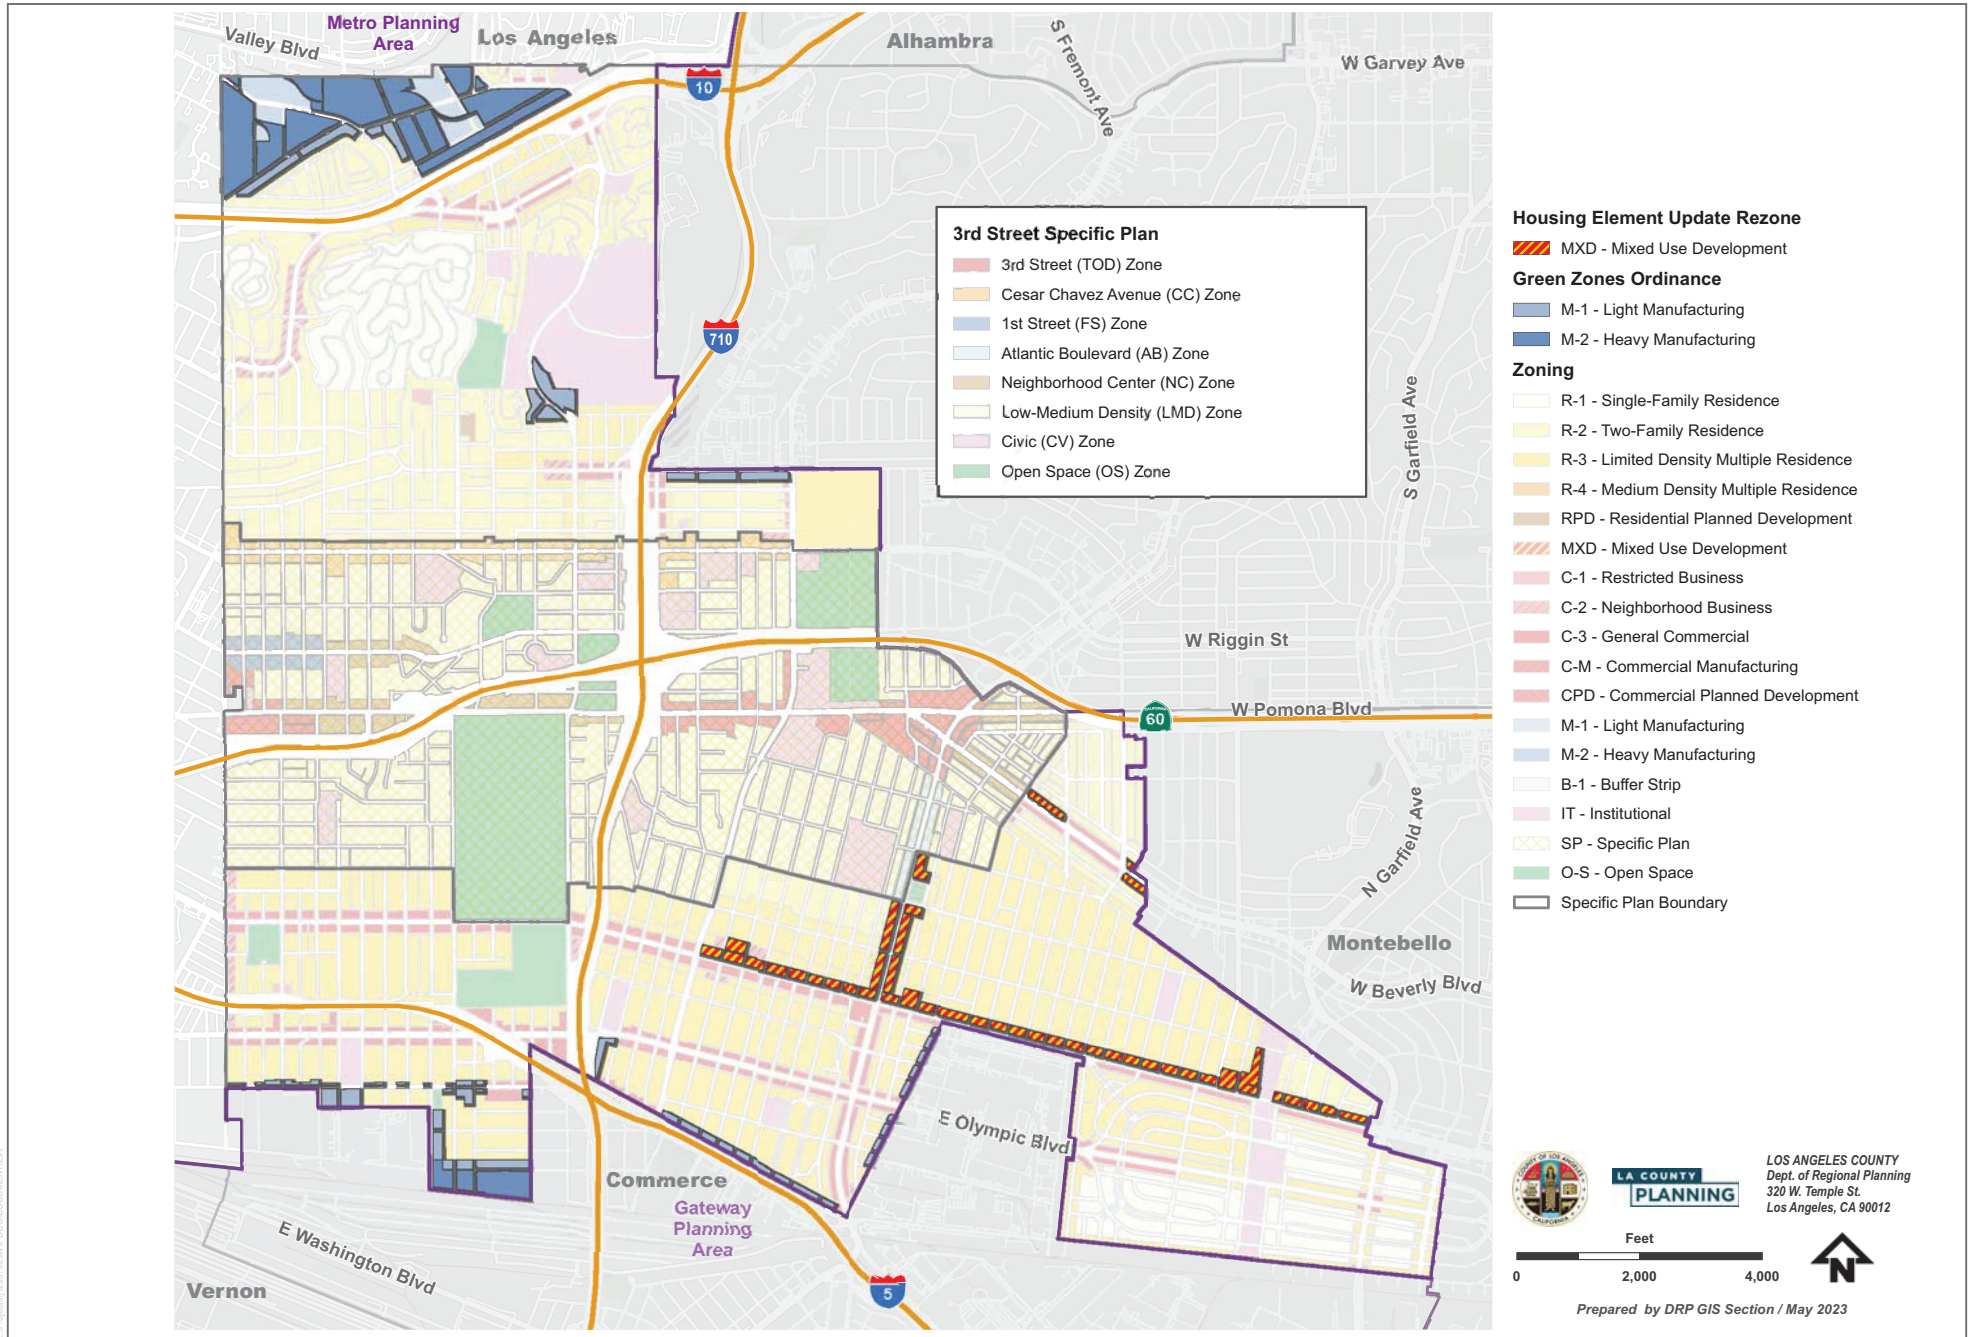 Metro Planning
Area
Valley Blvd
Los Angeles
Alhambra
S Fremont Ave
W Garvey Ave
10
710
S Garfield Ave
3rd Street Specific Plan
3rd Street (TOD) Zone
Cesar Chavez Avenue (CC) Zone
1st Street (FS) Zone
Atlantic Boulevard (AB) Zone
Neighborhood Center (NC) Zone
Low-Medium Density (LMD) Zone
Civic (CV) Zone
Open Space (OS) Zone
W Riggin St
W Pomona Blvd
CALIFORNIA
60
N Garfield Ave
Montebello
W Beverly Blvd
E Olympic Blvd
Commerce
Gateway
Planning
Area
E Washington Blvd
Vernon
5
Housing Element Update Rezone
MXD - Mixed Use Development
Green Zones Ordinance
M-1 - Light Manufacturing
M-2 - Heavy Manufacturing
Zoning
R-1 - Single-Family Residence
R-2 - Two-Family Residence
R-3 - Limited Density Multiple Residence
R-4 - Medium Density Multiple Residence
RPD - Residential Planned Development
MXD - Mixed Use Development
C-1 - Restricted Business
C-2 - Neighborhood Business
C-3 - General Commercial
C-M - Commercial Manufacturing
CPD - Commercial Planned Development
M-1 - Light Manufacturing
M-2 - Heavy Manufacturing
B-1 - Buffer Strip
IT - Institutional
SP - Specific Plan
O-S - Open Space
Specific Plan Boundary
COUNTY OF LOS ANGELES
CALIFORNIA
LA COUNTY
PLANNING
LOS ANGELES COUNTY
Dept. of Regional Planning
320 W. Temple St.
Los Angeles, CA 90012
Feet
0 2,000 4,000
N
Prepared by DRP GIS Section / May 2023